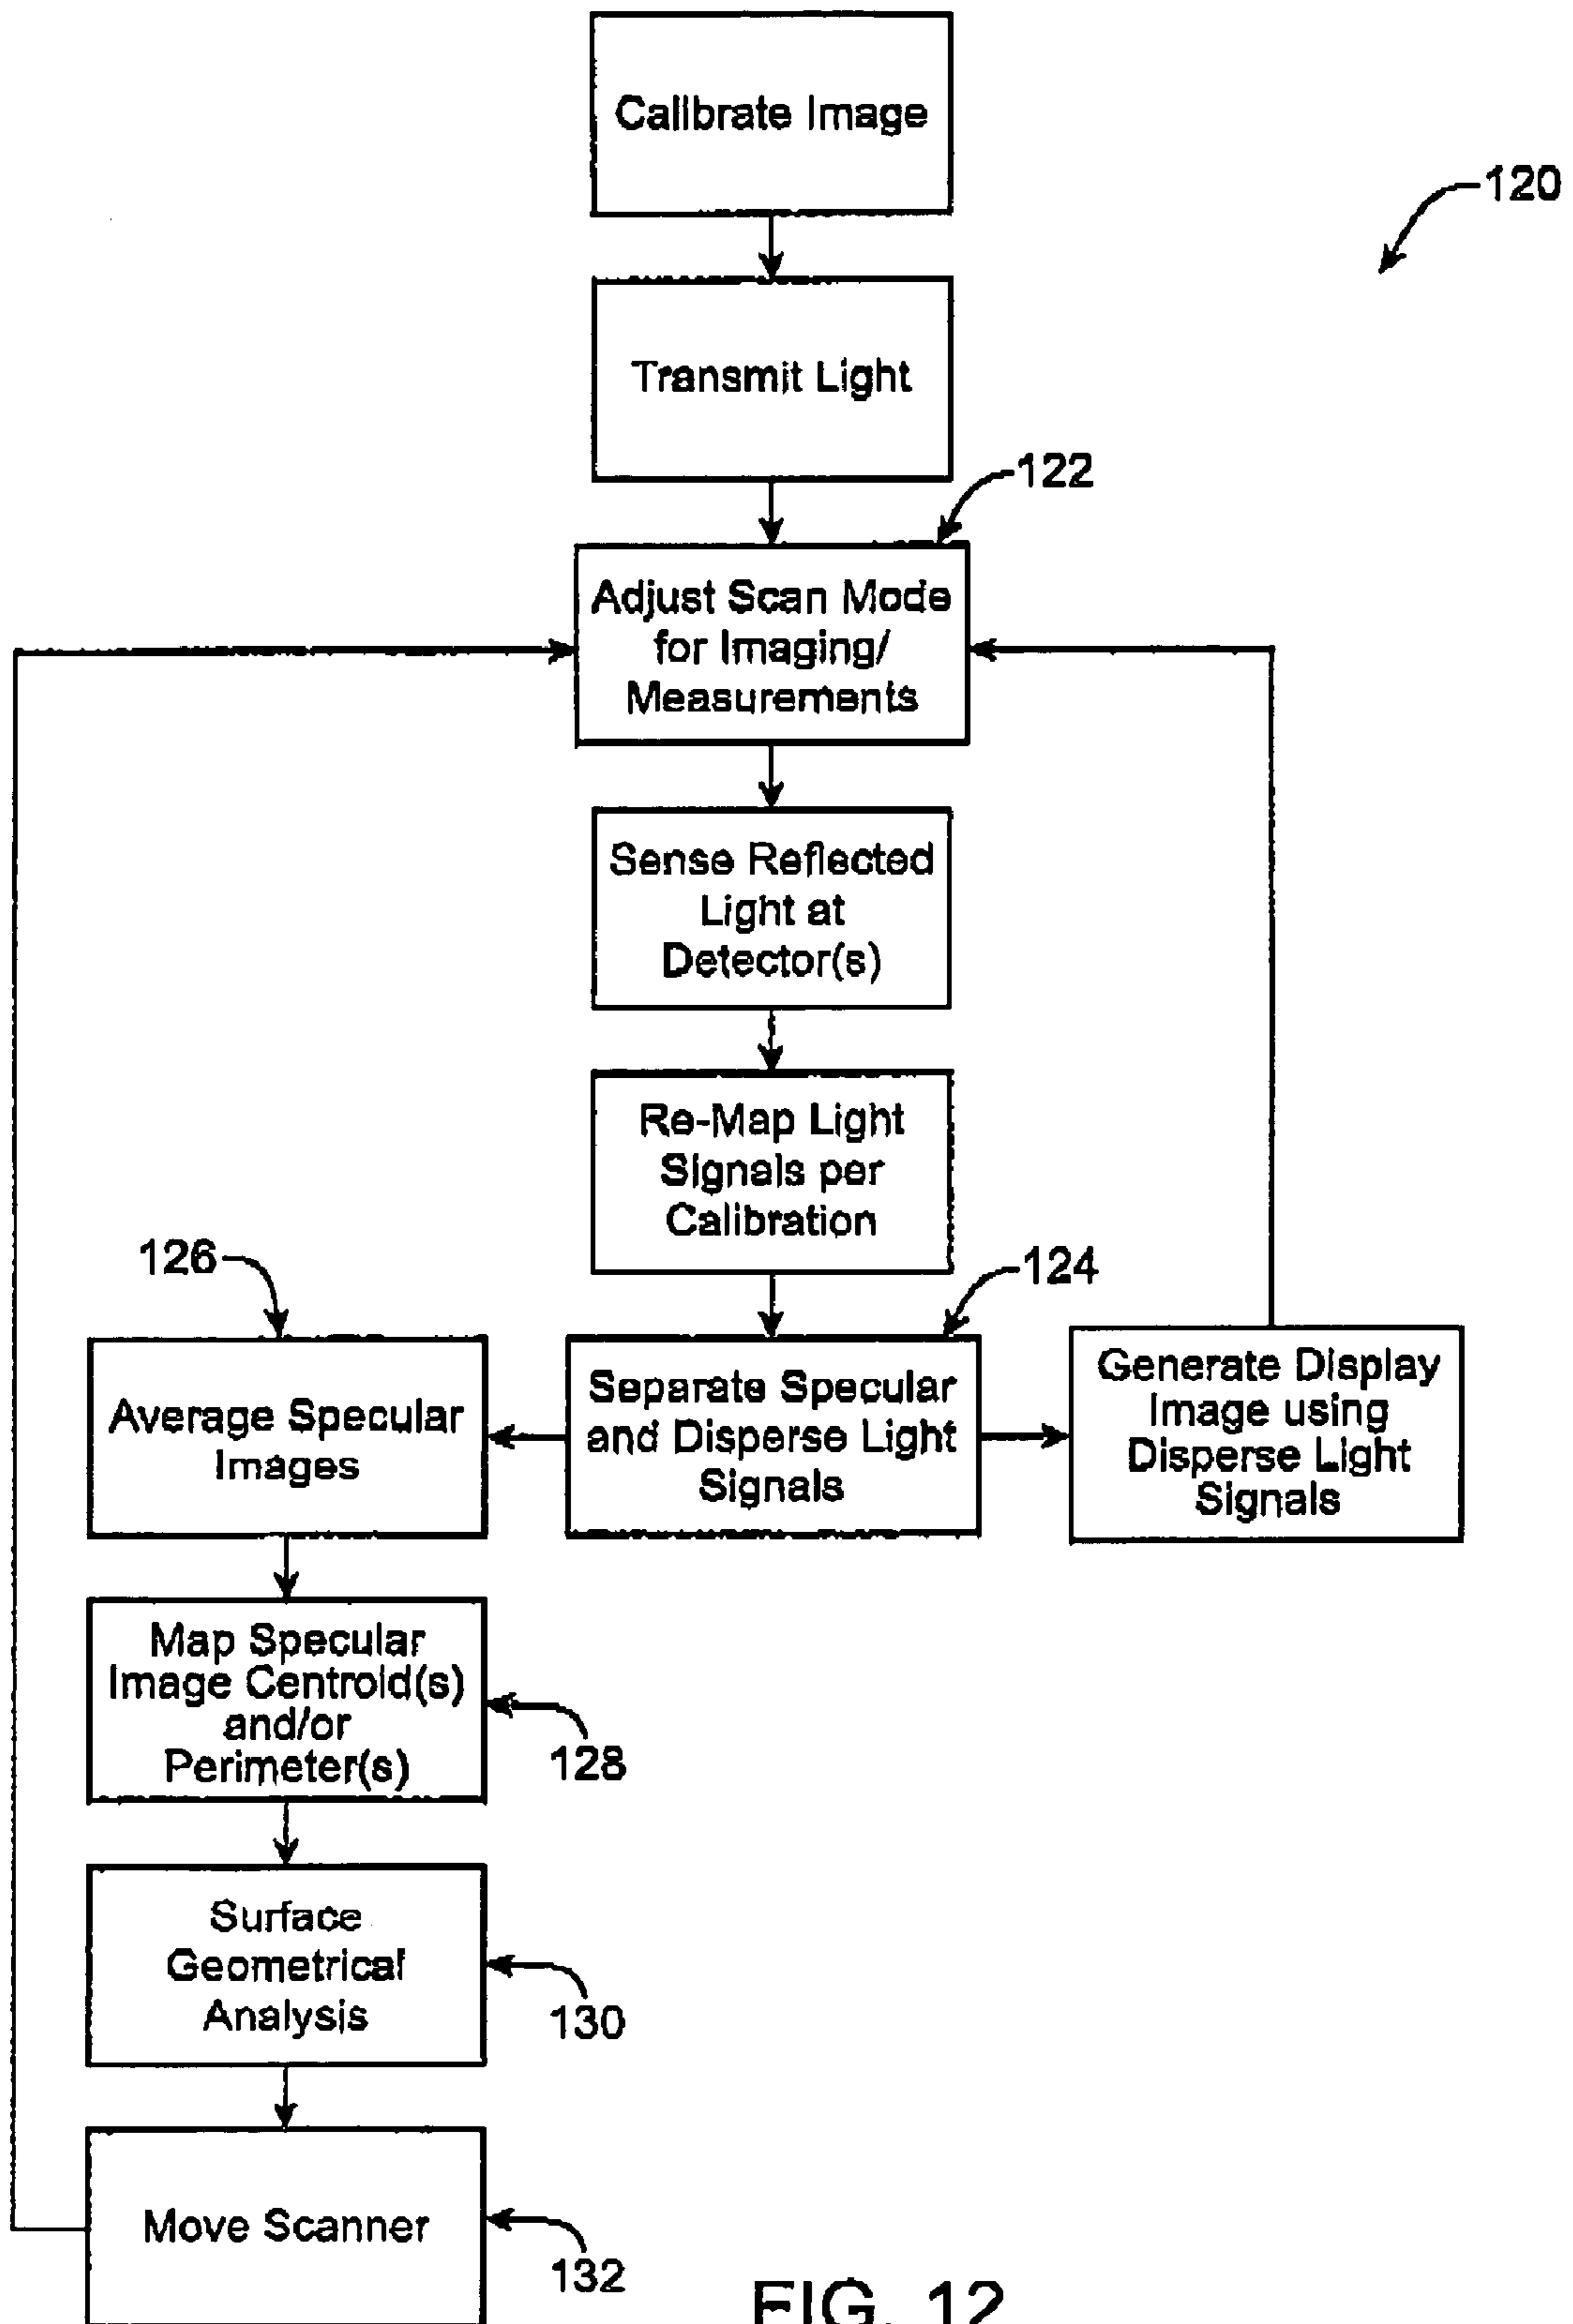 Calibrate Image
120
Transmit Light
122
Adjust Scan Mode
for Imaging/
Measurements
Sense Reflected
Light at
Detector(s)
Re-Map Light
Signals per
Calibration
126
124
Average Specular
Images
Separate Specular
and Disperse Light
Signals
Generate Display
Image using
Disperse Light
Signals
Map Specular
Image Centroid(s)
and/or
Perimeter(s)
128
Surface
Geometrical
Analysis
130
Move Scanner
132
FIG. 12